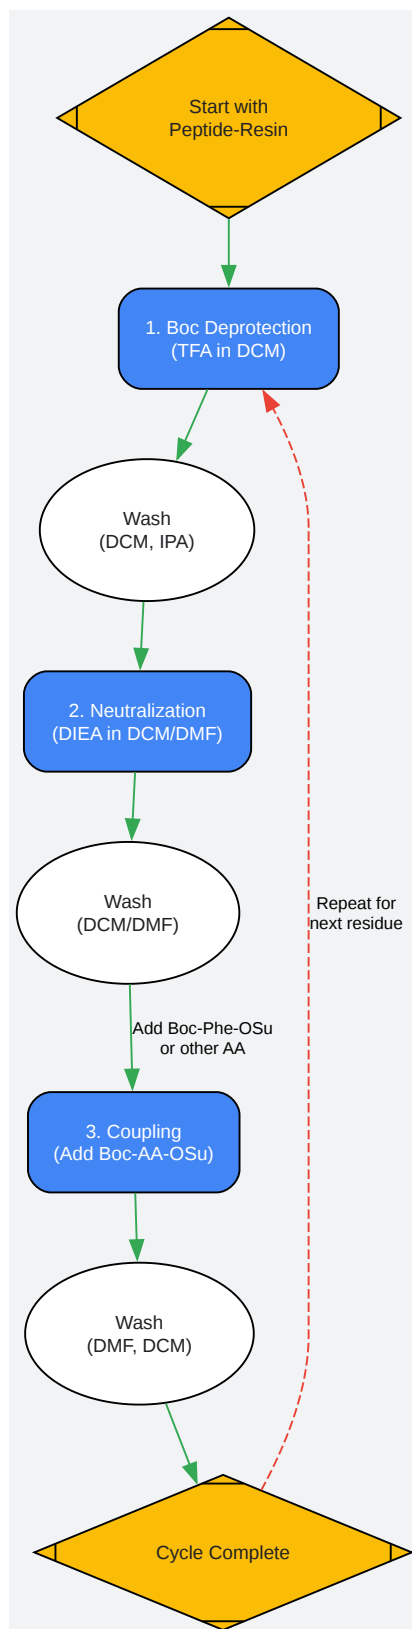 Start with
Peptide-Resin
1. Boc Deprotection
(TFA in DCM)
Wash
(DCM, IPA)
2. Neutralization
(DIEA in DCM/DMF)
Wash
(DCM/DMF)
Repeat for
next residue
Add Boc-Phe-OSu
or other AA
3. Coupling
(Add Boc-AA-OSu)
Wash
(DMF, DCM)
Cycle Complete